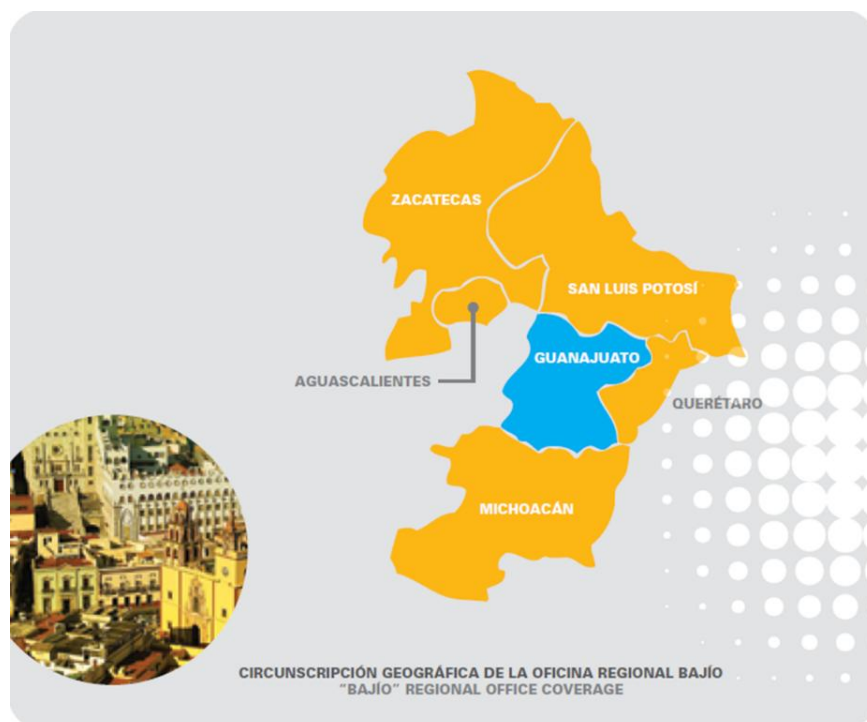 ZACATECAS
SAN LUIS POTOSÍ
GUANAJUATO
AGUASCALIENTES
QUERÉTARO
MICHOACÁN
CIRCUNSCRIPCIÓN GEOGRÁFICA DE LA OFICINA REGIONAL BAJÍO
"BAJÍO" REGIONAL OFFICE COVERAGE